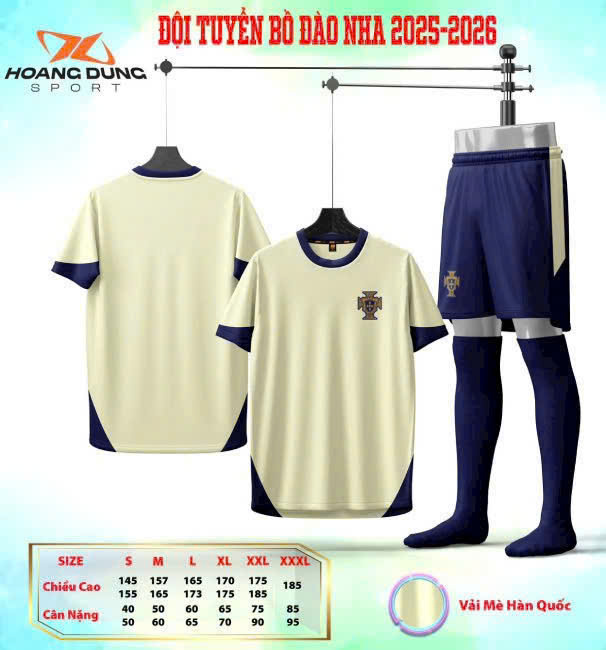 ĐỘI TUYỂN BỒ ĐÀO NHA 2025-2026
HOANG DUNG
SPORT
SIZE S M L XL XXL XXXL
Chiều Cao 145 157 165 170 175 185
155 165 173 175 185
Cân Nặng 40 50 60 65 75 85
50 60 65 70 90 95
Vải Mè Hàn Quốc